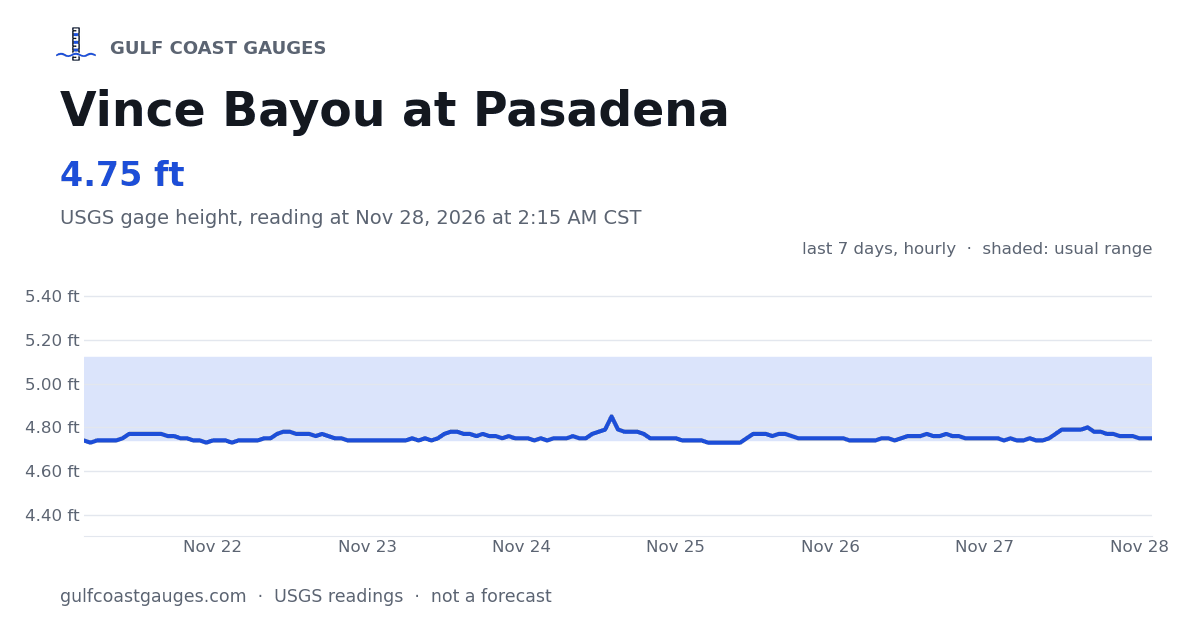 GULF COAST GAUGES
Vince Bayou at Pasadena
4.75 ft
USGS gage height, reading at Nov 28, 2026 at 2:15 AM CST
last 7 days, hourly · shaded: usual range
5.40 ft
5.20 ft
5.00 ft
4.80 ft
4.60 ft
4.40 ft
Nov 22 Nov 23 Nov 24 Nov 25 Nov 26 Nov 27 Nov 28
gulfcoastgauges.com · USGS readings · not a forecast